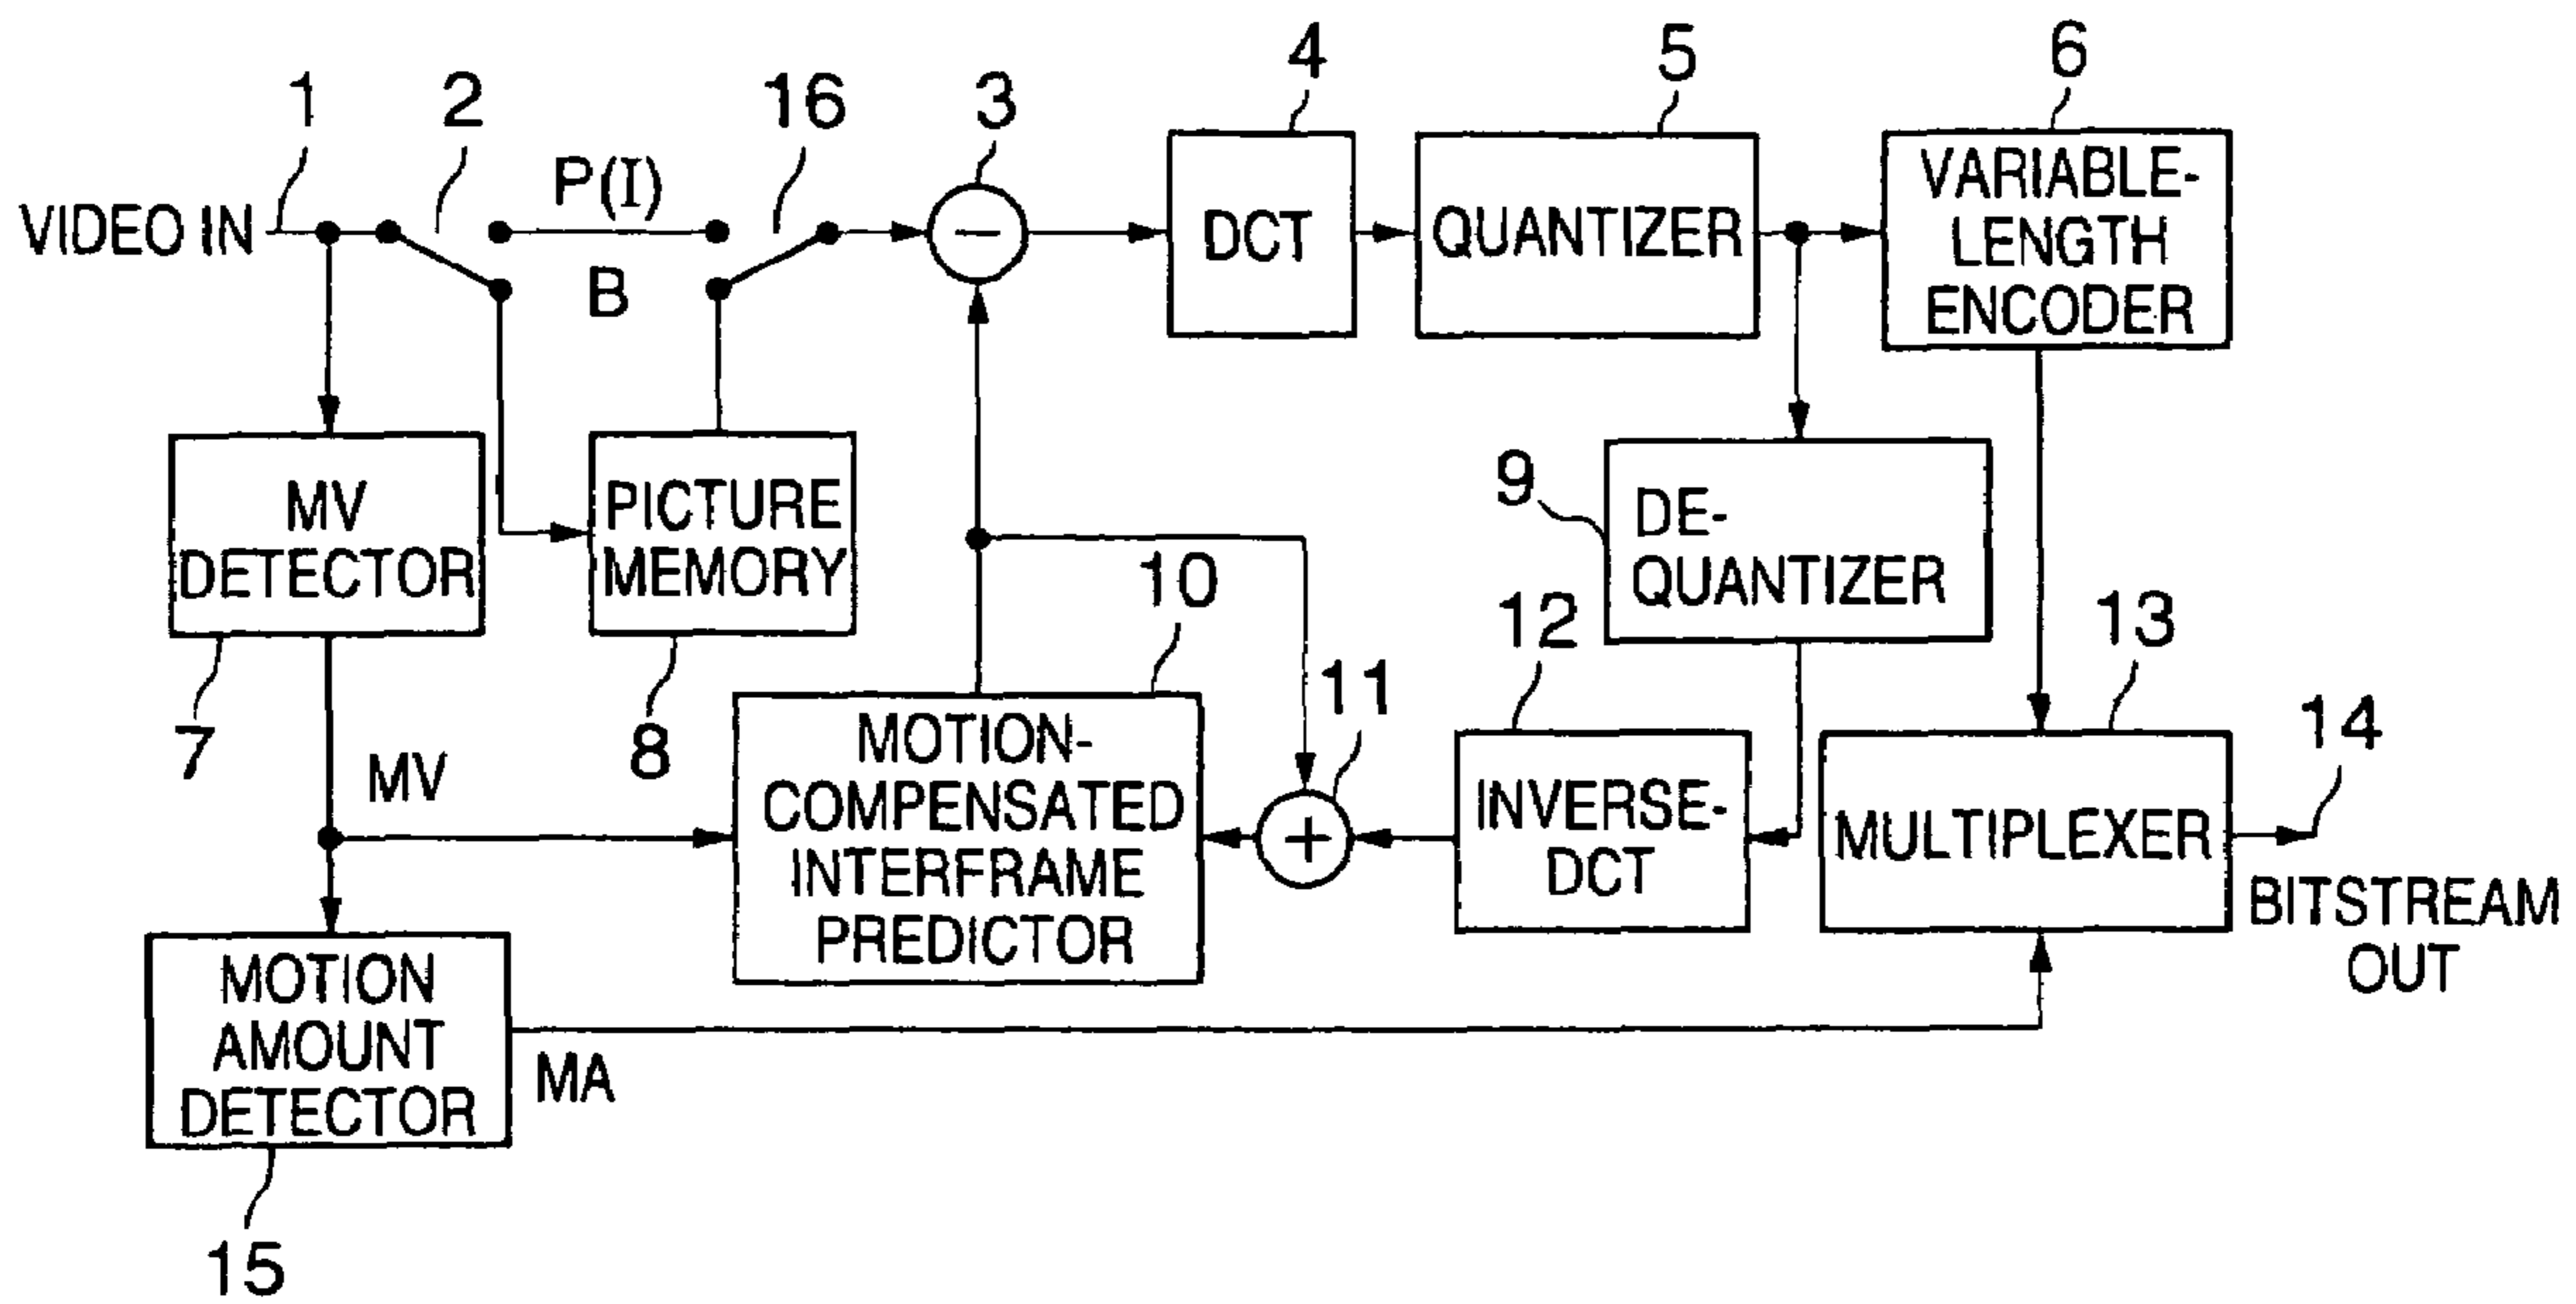 1
2
16
3
4
5
6
VIDEO IN
P(I)
B
DCT
QUANTIZER
VARIABLE-
LENGTH
ENCODER
MV
DETECTOR
7
PICTURE
MEMORY
8
9
DE-
QUANTIZER
10
MOTION-
COMPENSATED
INTERFRAME
PREDICTOR
11
+
12
INVERSE-
DCT
13
MULTIPLEXER
14
BITSTREAM
OUT
MV
MOTION
AMOUNT
DETECTOR
MA
15